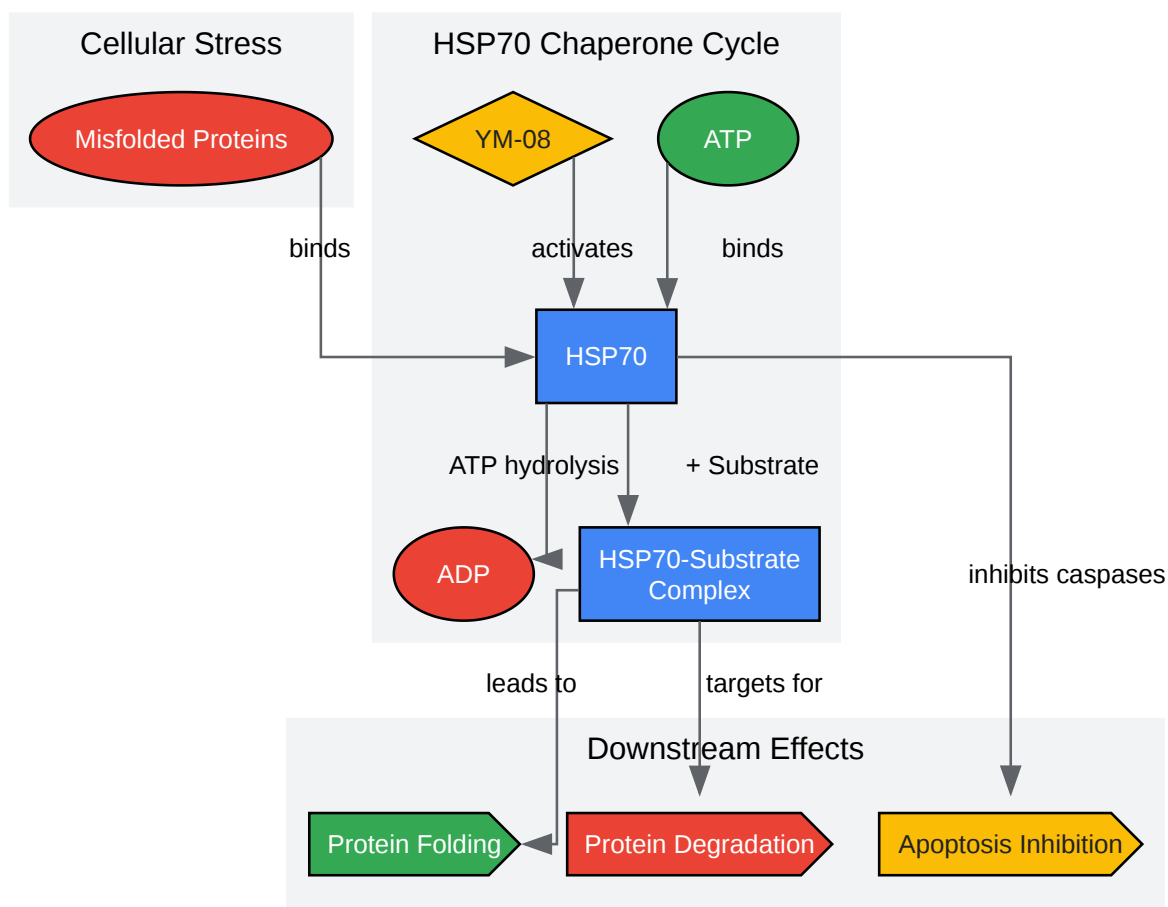 Cellular Stress
HSP70 Chaperone Cycle
Misfolded Proteins
YM-08
ATP
binds
activates
binds
HSP70
ATP hydrolysis
+ Substrate
ADP
HSP70-Substrate
Complex
inhibits caspases
leads to
targets for
Downstream Effects
Protein Folding
Protein Degradation
Apoptosis Inhibition